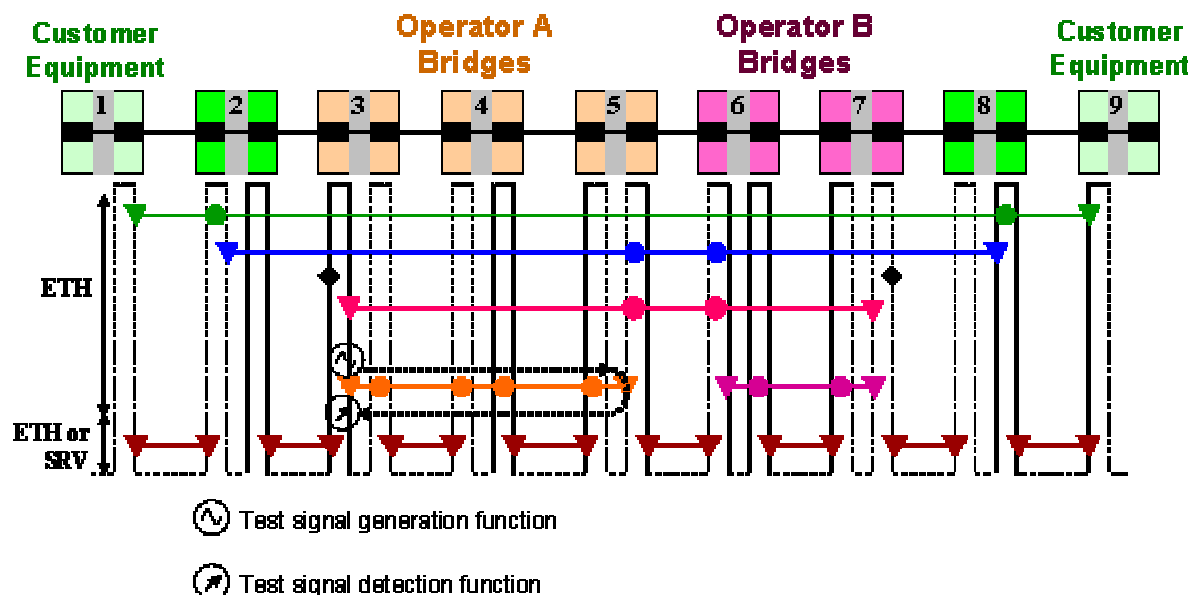 Customer
Equipment
Operator A
Bridges
Operator B
Bridges
Customer
Equipment
1
2
3
4
5
6
7
8
9
ETH
ETH or
SRV
Test signal generation function
Test signal detection function